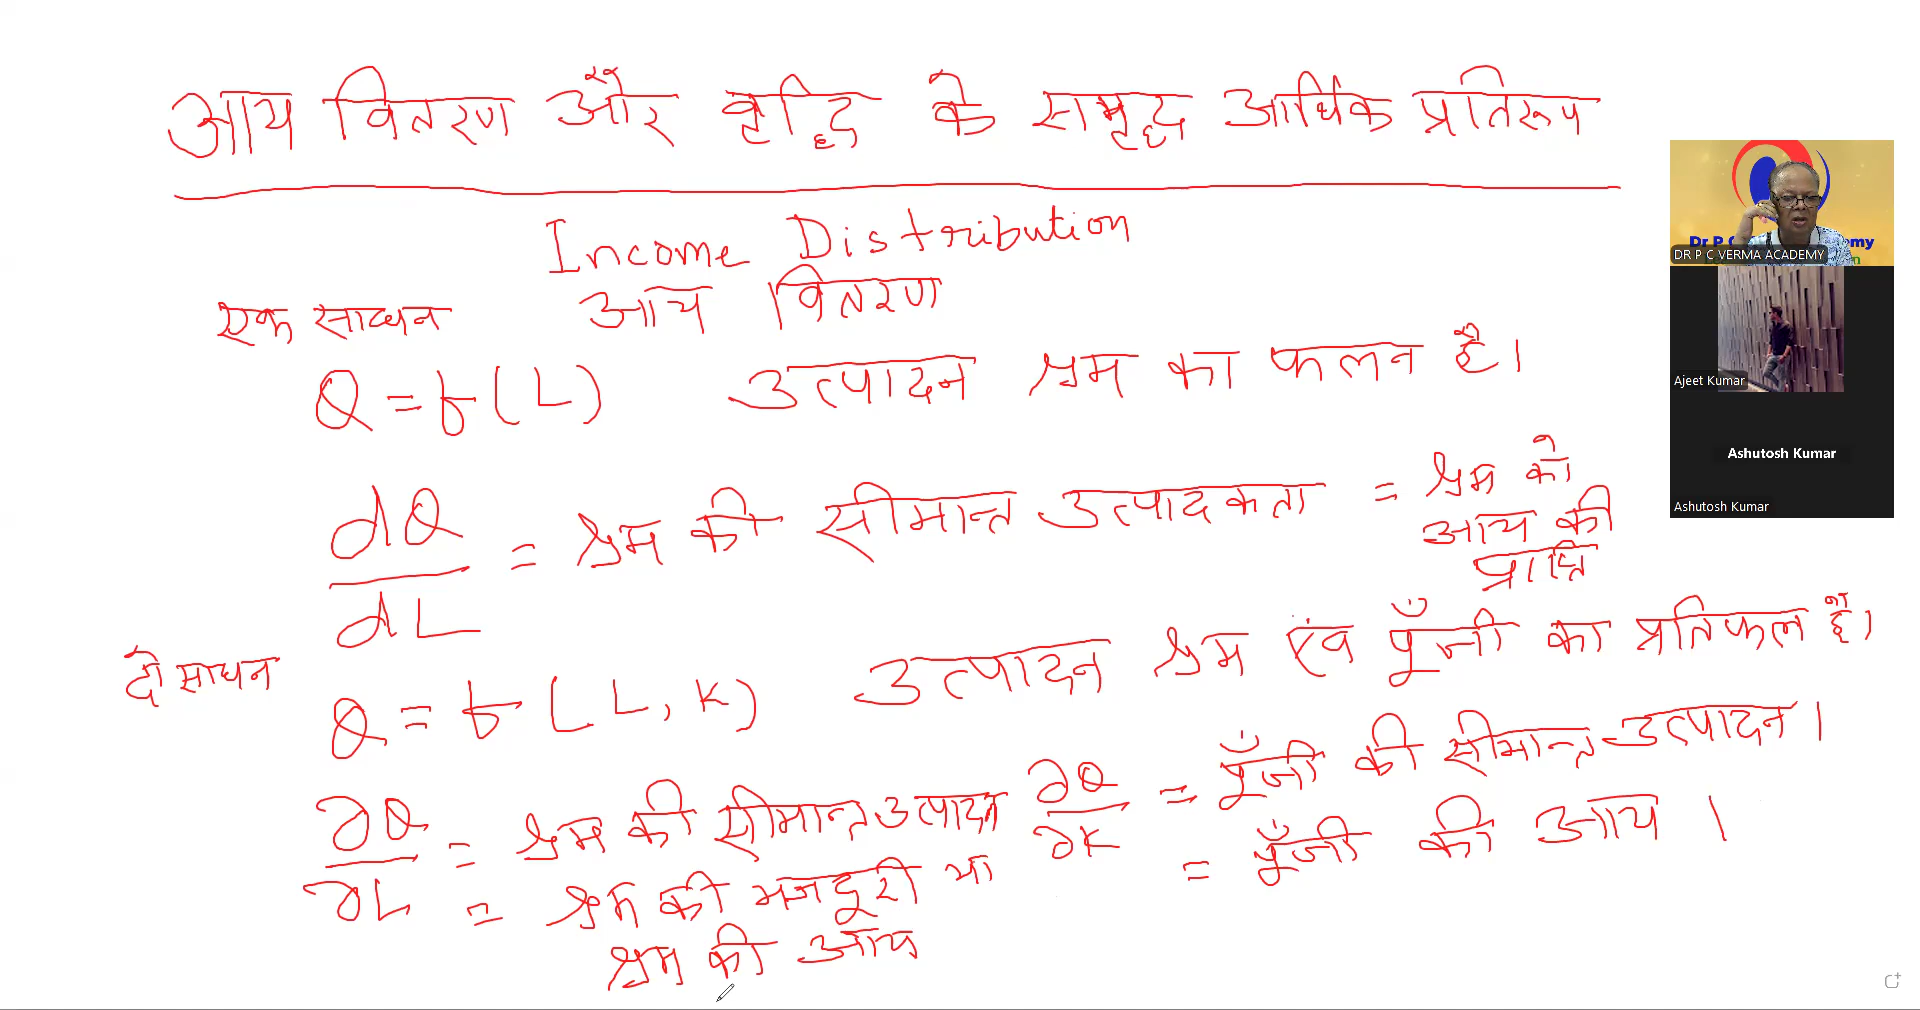 आय वितरण और वृद्धि के समृद्ध आर्थिक प्रतिरूप
Income Distribution
एक साधन आय वितरण
Q = f(L) उत्पादन श्रम का फलन है।
dQ/dL = श्रम की सीमान्त उत्पादकता = श्रम को
आय की
प्राप्ति
दो साधन
Q = f(L, K) उत्पादन श्रम एंव पूँजी का प्रतिफल है।
∂Q/∂L = श्रम की सीमान्त उत्पादन
= श्रम की मजदूरी या
श्रम की आय
∂Q/∂K = पूँजी की सीमान्त उत्पादन।
= पूँजी की आय।
DR P C VERMA ACADEMY
Ajeet Kumar
Ashutosh Kumar
Ashutosh Kumar